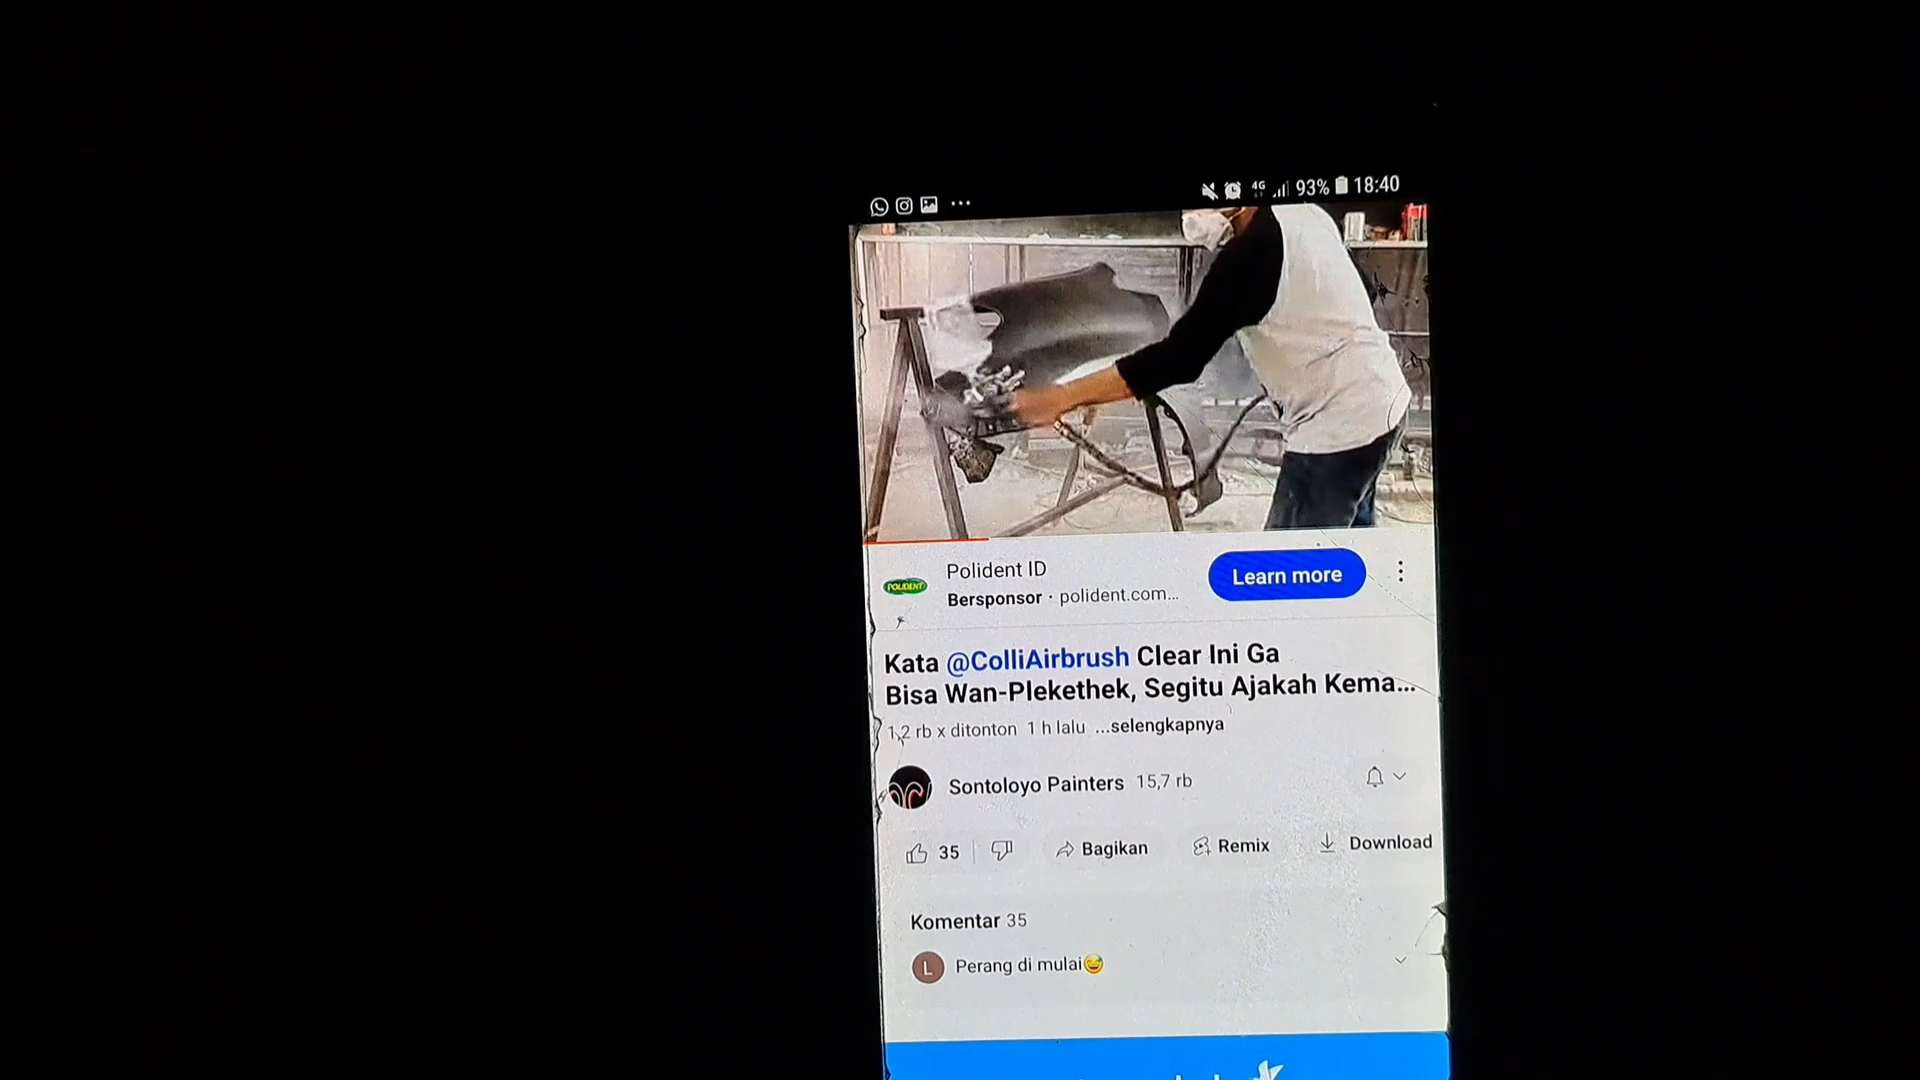 4G 93% 18:40
POLIDENT
Polident ID
Bersponsor · polident.com...
Learn more
Kata @ColliAirbrush Clear Ini Ga
Bisa Wan-Plekethek, Segitu Ajakah Kema...
1,2 rb x ditonton 1 h lalu ...selengkapnya
Sontoloyo Painters 15,7 rb
35 Bagikan Remix Download
Komentar 35
L Perang di mulai😅